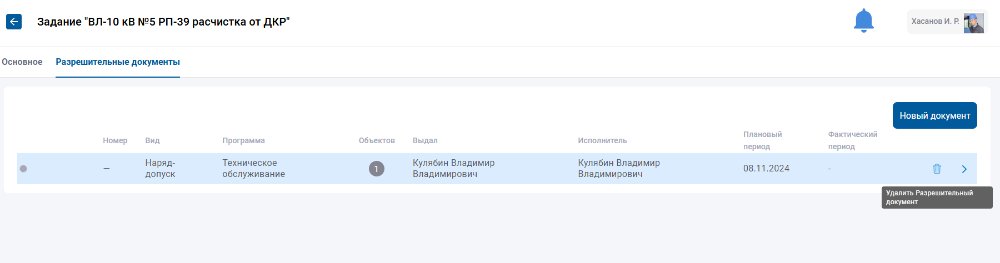 Задание "ВЛ-10 кВ №5 РП-39 расчистка от ДКР"
Хасанов И. Р.
Основное
Разрешительные документы
Новый документ
Номер
Вид
Программа
Объектов
Выдал
Исполнитель
Плановый
период
Фактический
период
—
Наряд-
допуск
Техническое
обслуживание
1
Кулябин Владимир
Владимирович
Кулябин Владимир
Владимирович
08.11.2024
-
Удалить Разрешительный
документ